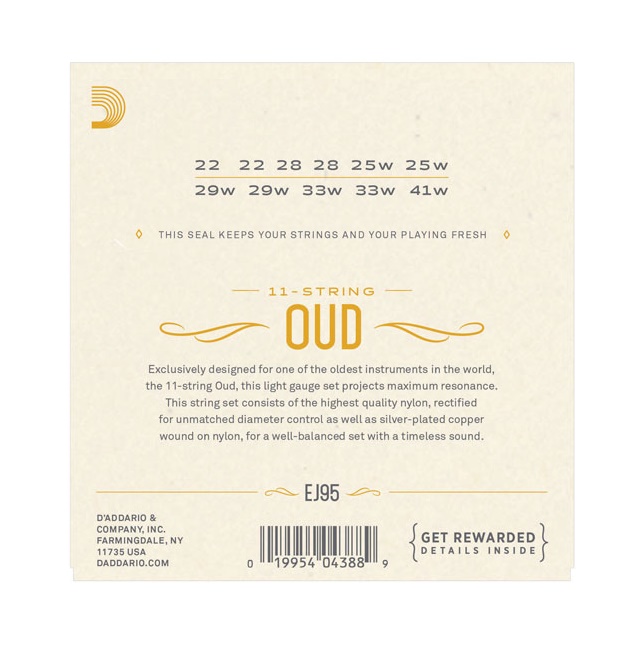 22 22 28 28 25w 25w
29w 29w 33w 33w 41w
THIS SEAL KEEPS YOUR STRINGS AND YOUR PLAYING FRESH
11-STRING
OUD
Exclusively designed for one of the oldest instruments in the world,
the 11-string Oud, this light gauge set projects maximum resonance.
This string set consists of the highest quality nylon, rectified
for unmatched diameter control as well as silver-plated copper
wound on nylon, for a well-balanced set with a timeless sound.
EJ95
D'ADDARIO &
COMPANY, INC.
FARMINGDALE, NY
11735 USA
DADDARIO.COM
0 19954 04388 9
GET REWARDED
DETAILS INSIDE